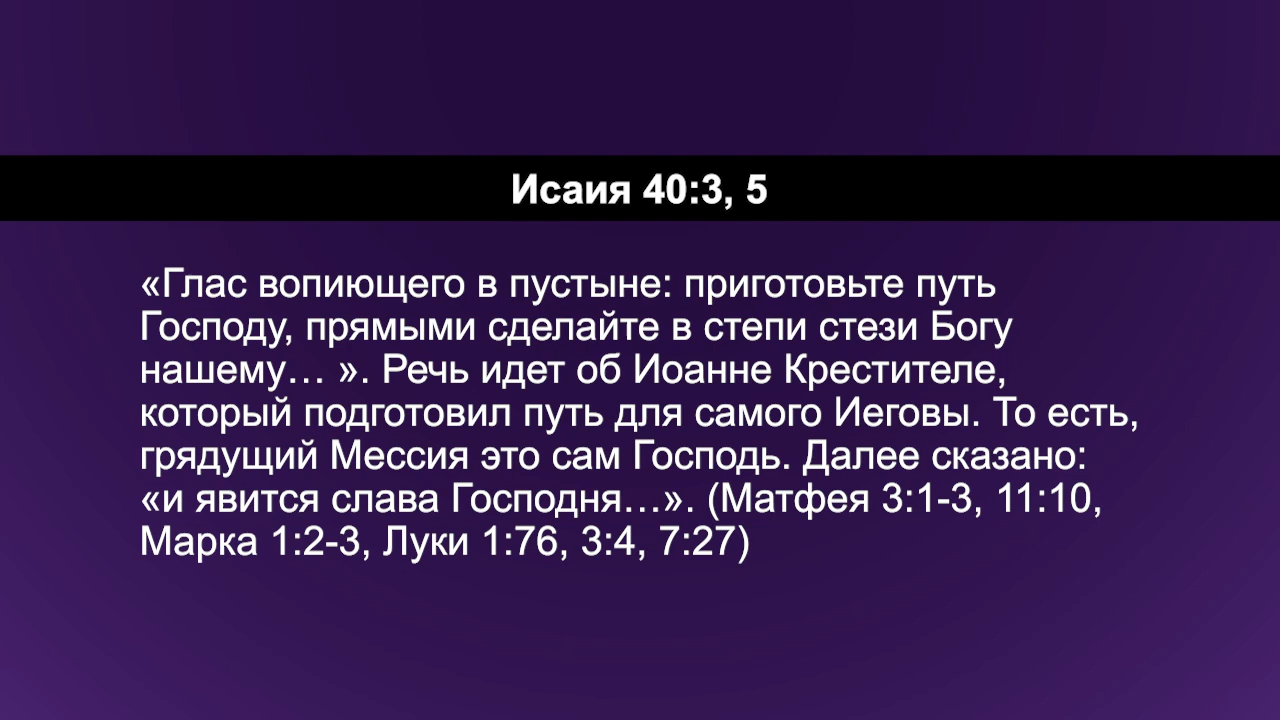 Исаия 40:3, 5
«Глас вопиющего в пустыне: приготовьте путь
Господу, прямыми сделайте в степи стези Богу
нашему… ». Речь идет об Иоанне Крестителе,
который подготовил путь для самого Иеговы. То есть,
грядущий Мессия это сам Господь. Далее сказано:
«и явится слава Господня…». (Матфея 3:1-3, 11:10,
Марка 1:2-3, Луки 1:76, 3:4, 7:27)